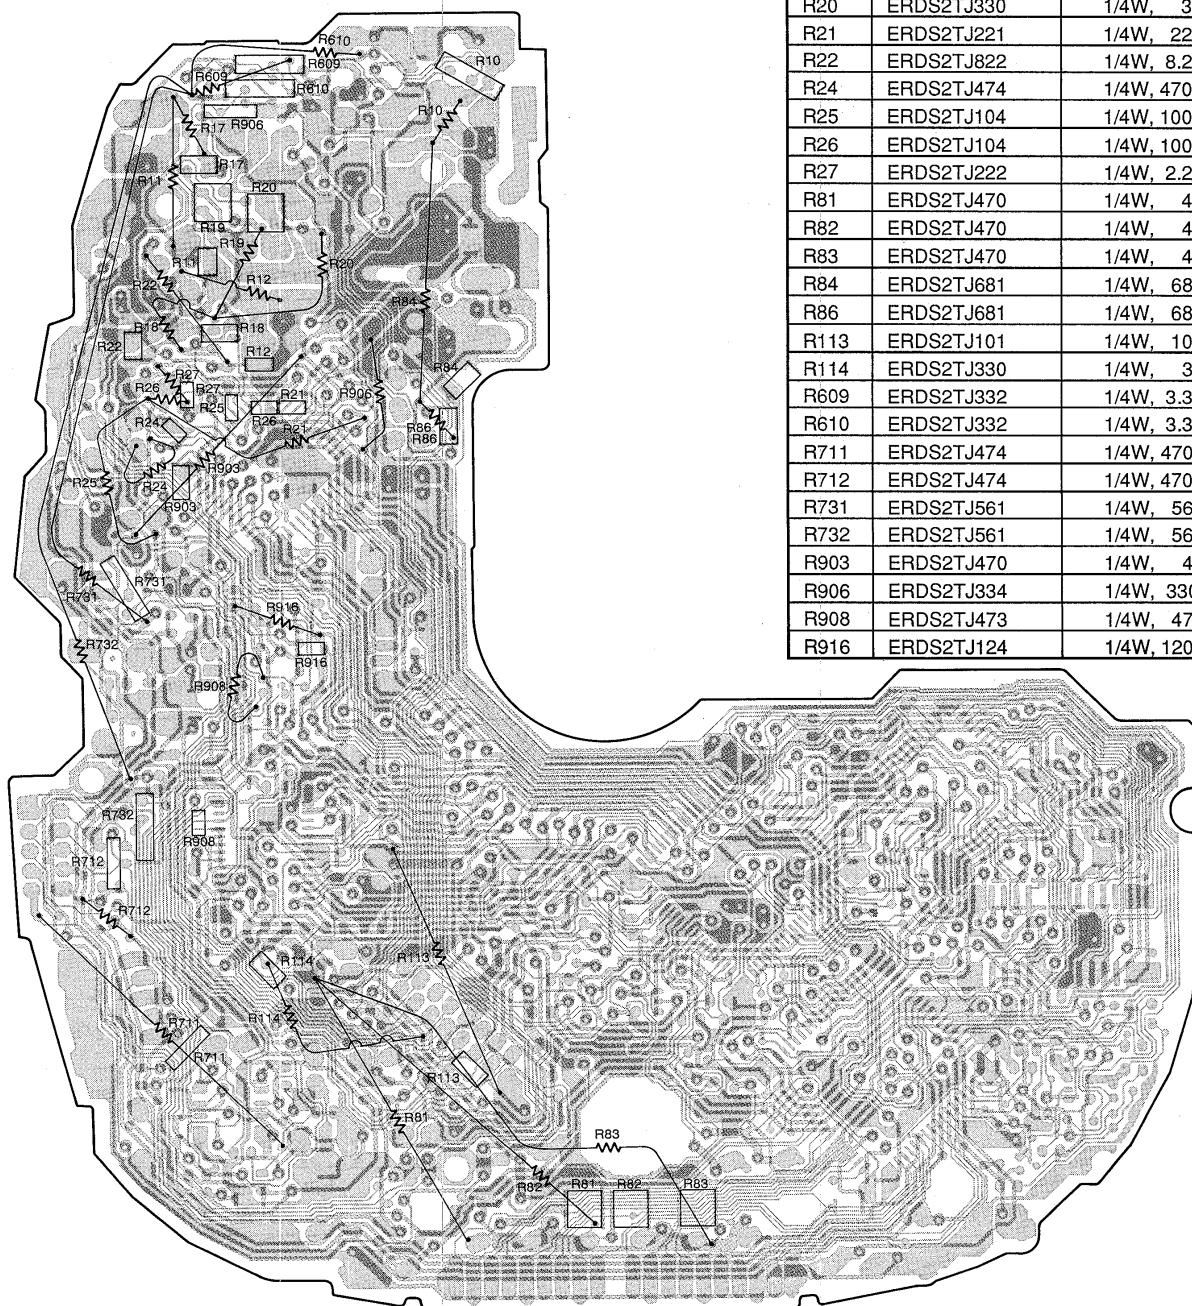 R20 ERDS2TJ330 1/4W, 3
R21 ERDS2TJ221 1/4W, 22
R22 ERDS2TJ822 1/4W, 8.2
R24 ERDS2TJ474 1/4W, 470
R25 ERDS2TJ104 1/4W, 100
R26 ERDS2TJ104 1/4W, 100
R27 ERDS2TJ222 1/4W, 2.2
R81 ERDS2TJ470 1/4W, 4
R82 ERDS2TJ470 1/4W, 4
R83 ERDS2TJ470 1/4W, 4
R84 ERDS2TJ681 1/4W, 68
R86 ERDS2TJ681 1/4W, 68
R113 ERDS2TJ101 1/4W, 10
R114 ERDS2TJ330 1/4W, 3
R609 ERDS2TJ332 1/4W, 3.3
R610 ERDS2TJ332 1/4W, 3.3
R711 ERDS2TJ474 1/4W, 470
R712 ERDS2TJ474 1/4W, 470
R731 ERDS2TJ561 1/4W, 56
R732 ERDS2TJ561 1/4W, 56
R903 ERDS2TJ470 1/4W, 4
R906 ERDS2TJ334 1/4W, 330
R908 ERDS2TJ473 1/4W, 47
R916 ERDS2TJ124 1/4W, 120
R610
R609
R10
R609
R610
R10
R906
R17
R17
R11
R20
R19
R19
R11
R20
R22
R12
R84
R18
R18
R22
R12
R84
R27
R26
R27
R906
R25
R21
R26
R24
R21
R86
R86
R903
R25
R24
R903
R731
R731
R916
R732
R916
R908
R732
R908
R712
R712
R114
R113
R114
R711
R711
R113
R81
R83
R82
R81
R82
R83